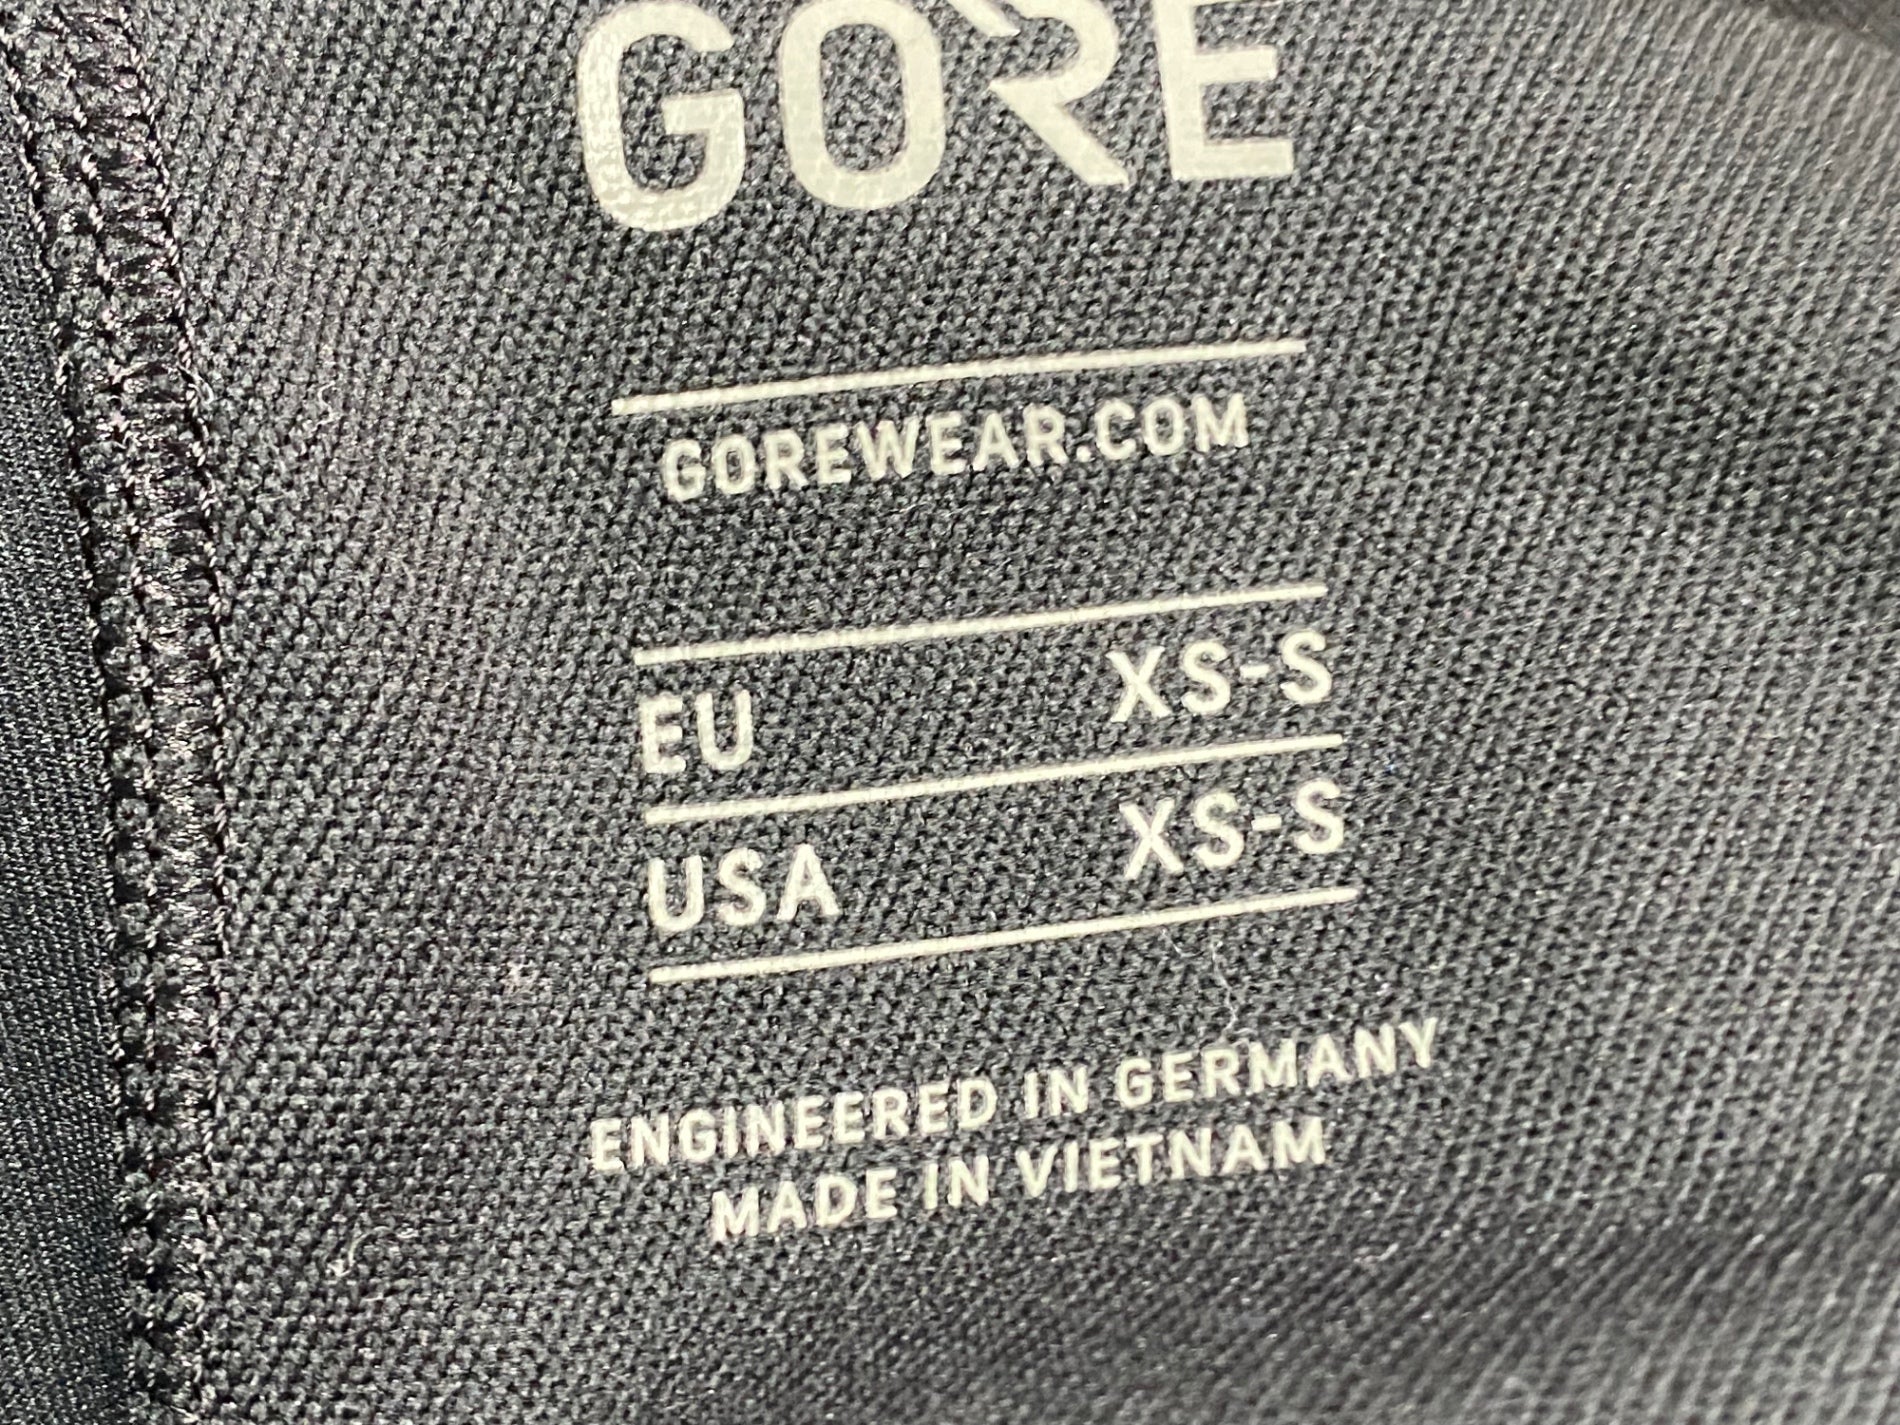 GORE
GOREWEAR.COM
EU XS-S
USA XS-S
ENGINEERED IN GERMANY
MADE IN VIETNAM